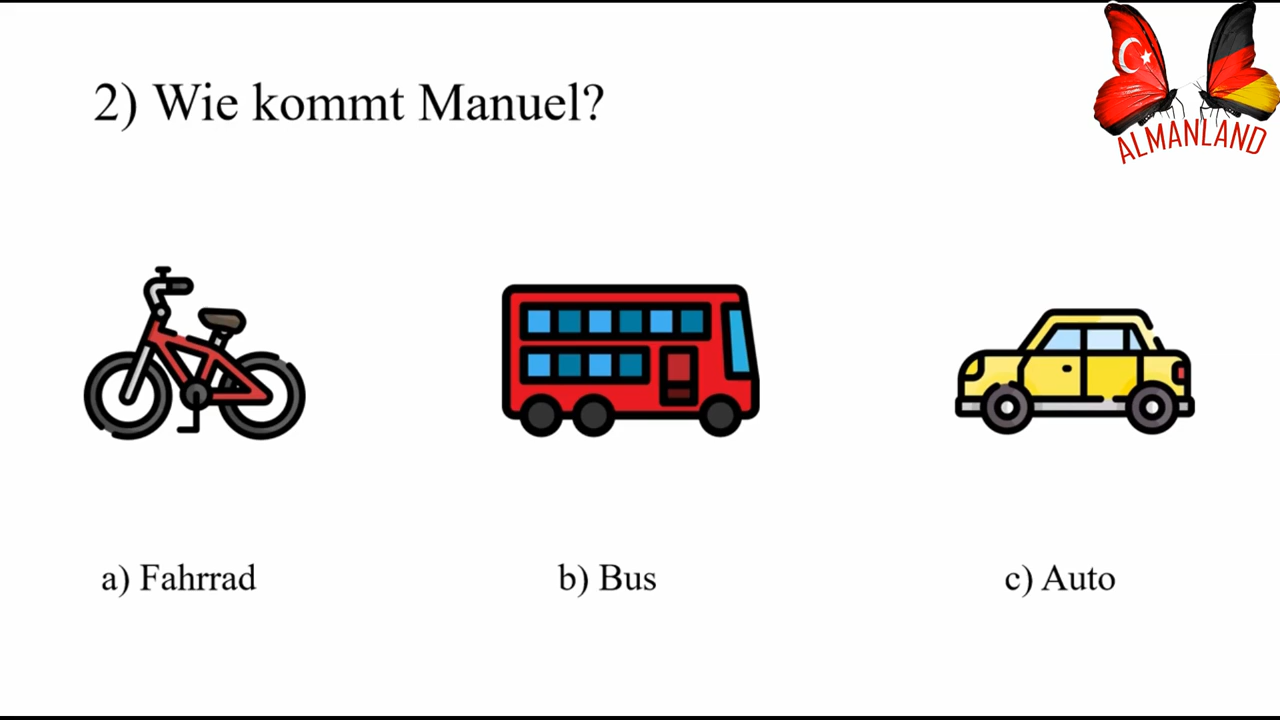 2) Wie kommt Manuel?
ALMANLAND
a) Fahrrad
b) Bus
c) Auto